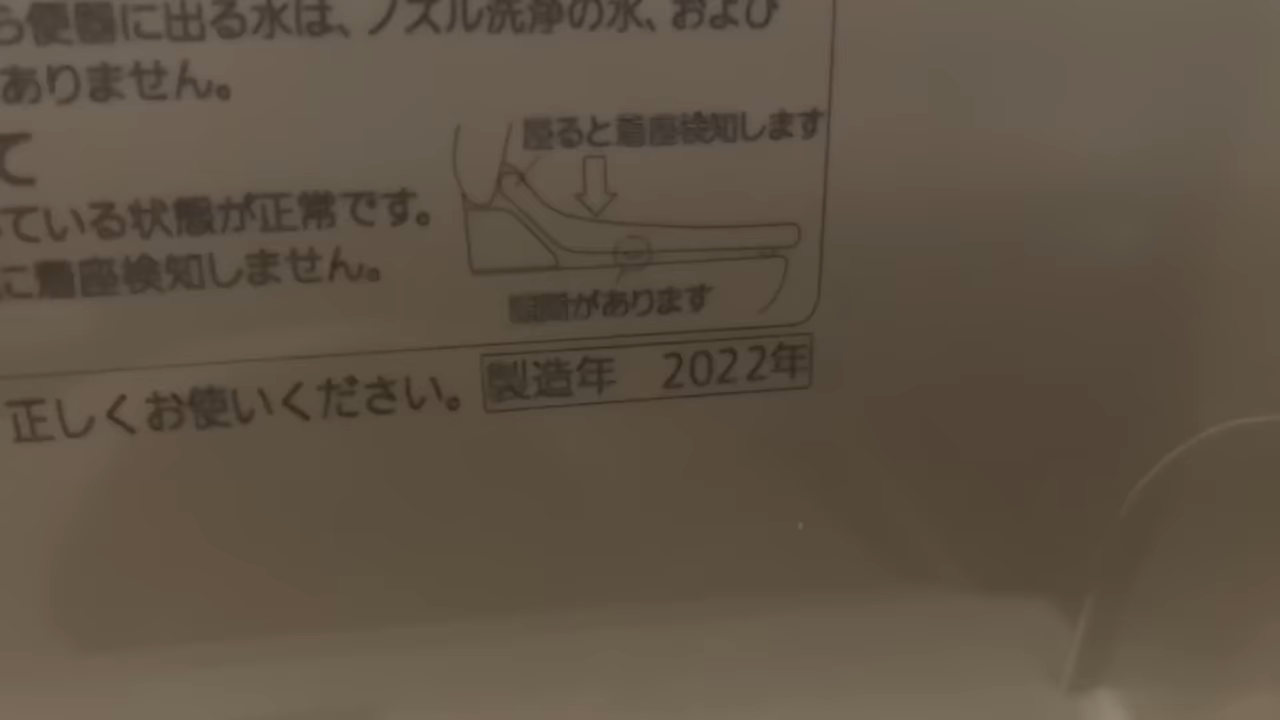 ら便器に出る水は、ノズル洗浄の水、および
ありません。
て
座ると着座検知します
ている状態が正常です。
に着座検知しません。
隙間があります
正しくお使いください。
製造年 2022年